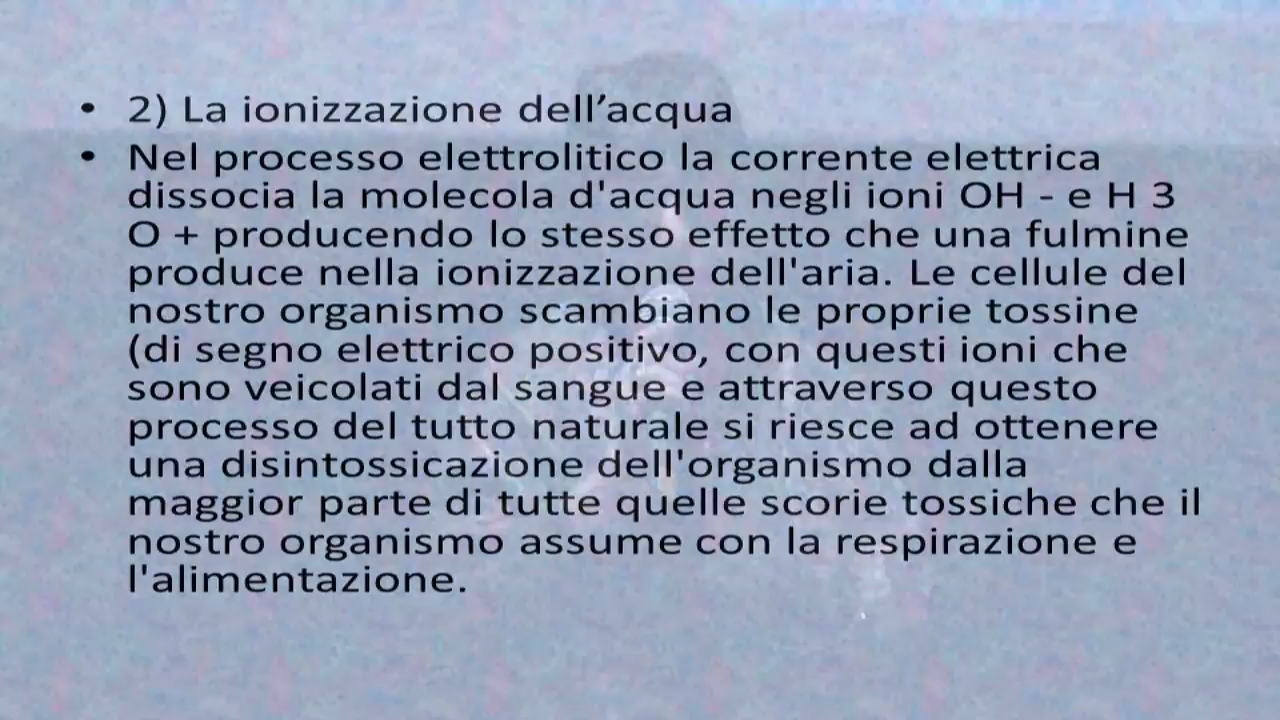 • 2) La ionizzazione dell’acqua
• Nel processo elettrolitico la corrente elettrica
dissocia la molecola d'acqua negli ioni OH - e H 3
O + producendo lo stesso effetto che una fulmine
produce nella ionizzazione dell'aria. Le cellule del
nostro organismo scambiano le proprie tossine
(di segno elettrico positivo, con questi ioni che
sono veicolati dal sangue e attraverso questo
processo del tutto naturale si riesce ad ottenere
una disintossicazione dell'organismo dalla
maggior parte di tutte quelle scorie tossiche che il
nostro organismo assume con la respirazione e
l'alimentazione.